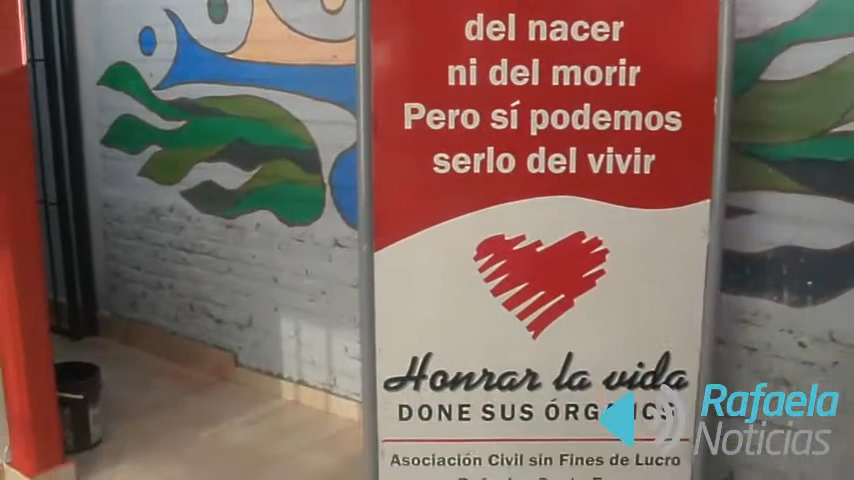 del nacer
ni del morir
Pero sí podemos
serlo del vivir
Honrar la vida
DONE SUS
Asociación Civil sin Fines de Lucro
Rafaela
Noticias